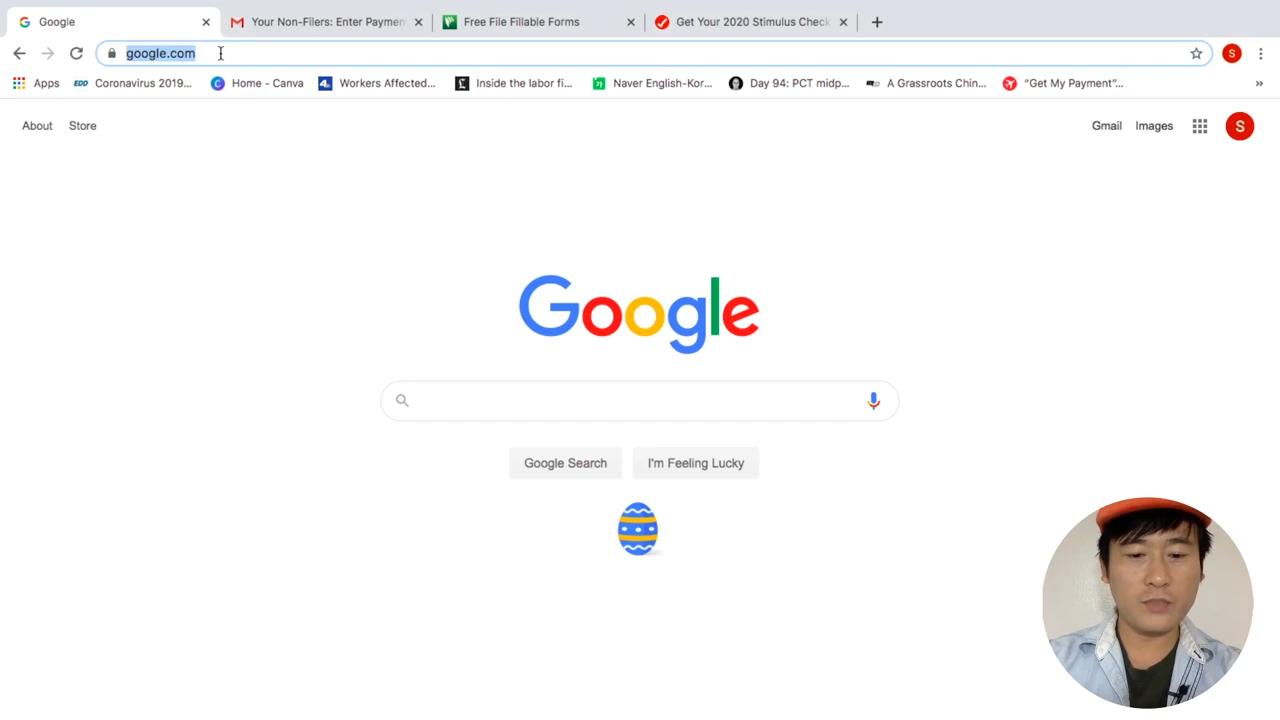 Google
Your Non-Filers: Enter Paymen
Free File Fillable Forms
Get Your 2020 Stimulus Check
google.com
S
Apps
EDD Coronavirus 2019...
Home - Canva
Workers Affected...
Inside the labor fi...
Naver English-Kor...
Day 94: PCT midp...
A Grassroots Chin...
“Get My Payment”...
About
Store
Gmail
Images
S
Google
Google Search
I'm Feeling Lucky